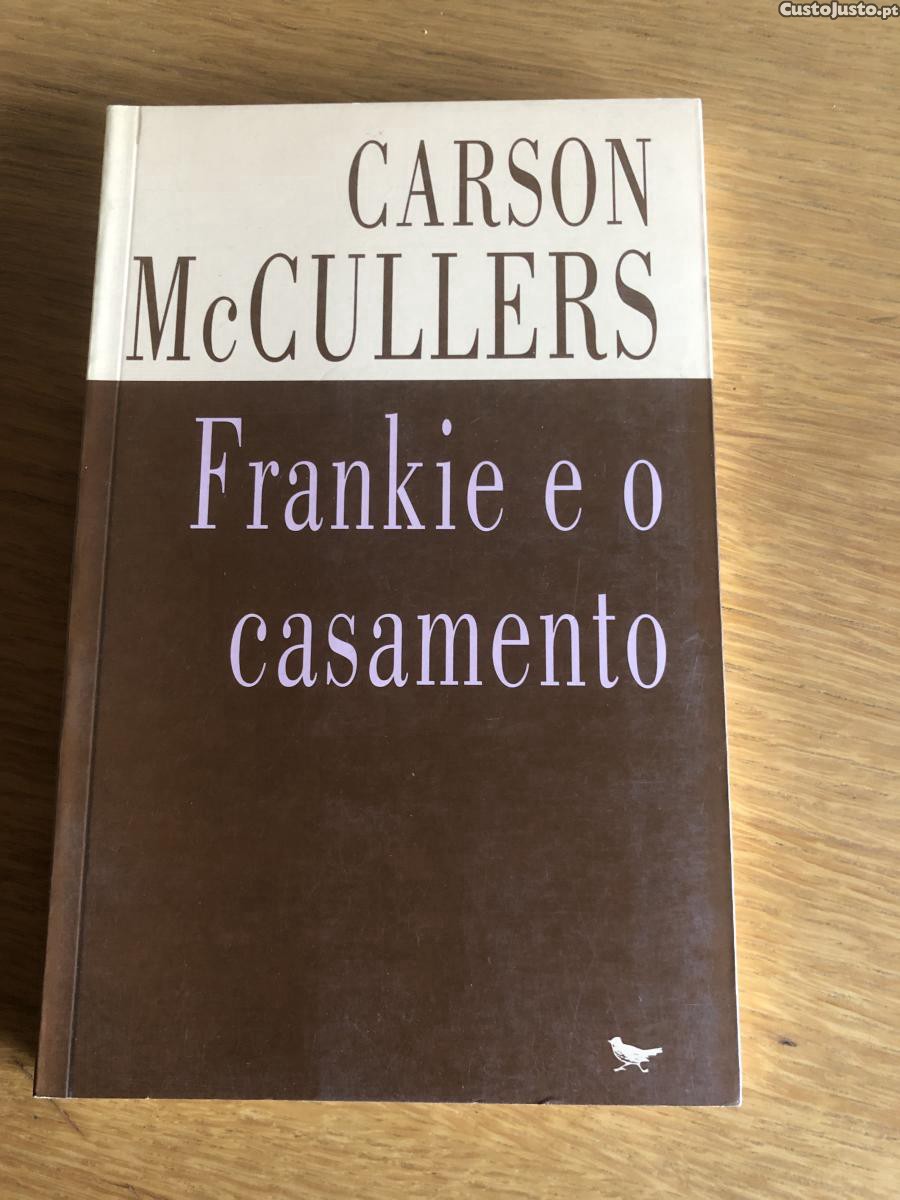 CustoJusto.pt
CARSON
McCULLERS
Frankie e o
casamento